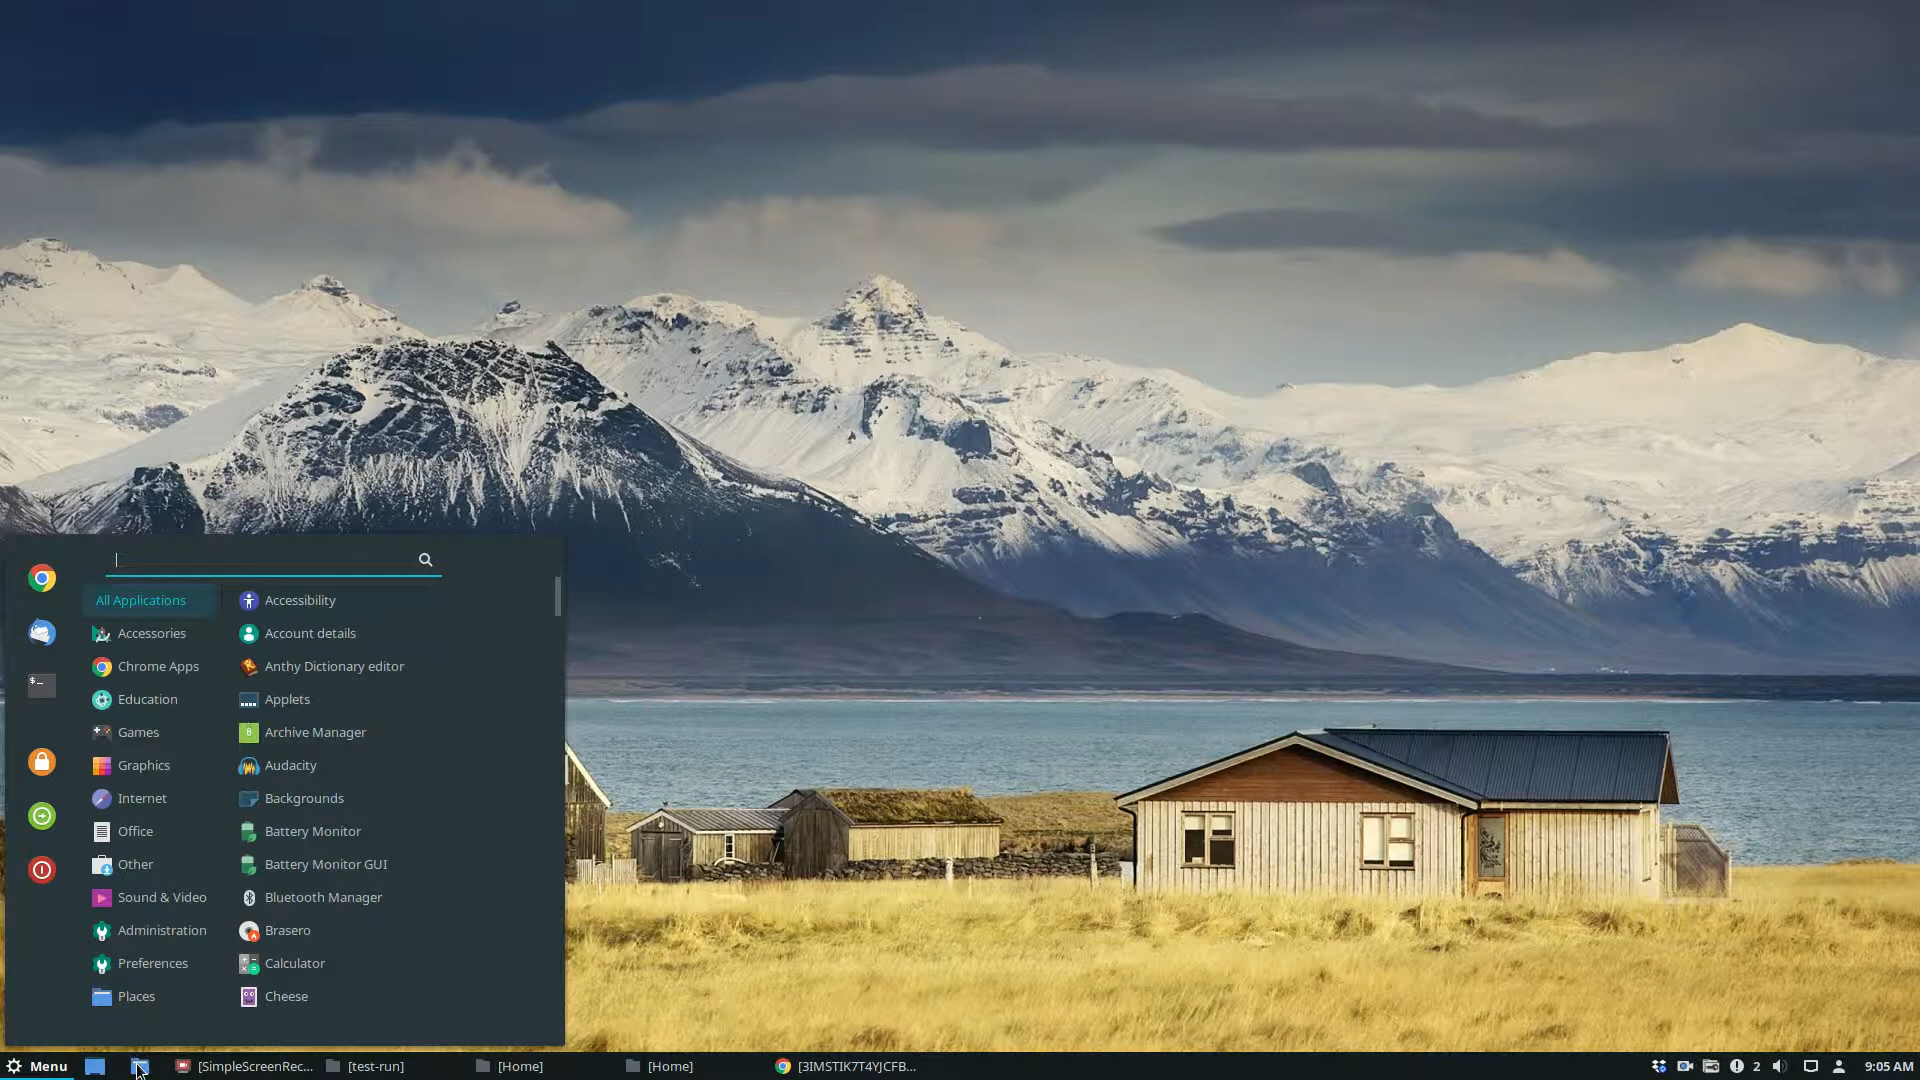 All Applications
Accessories
Chrome Apps
Education
Games
Graphics
Internet
Office
Other
Sound & Video
Administration
Preferences
Places
Accessibility
Account details
Anthy Dictionary editor
Applets
Archive Manager
Audacity
Backgrounds
Battery Monitor
Battery Monitor GUI
Bluetooth Manager
Brasero
Calculator
Cheese
Menu [SimpleScreenRec... [test-run] [Home] [Home] [3IMSTIK7T4YJCFB... 2 9:05 AM